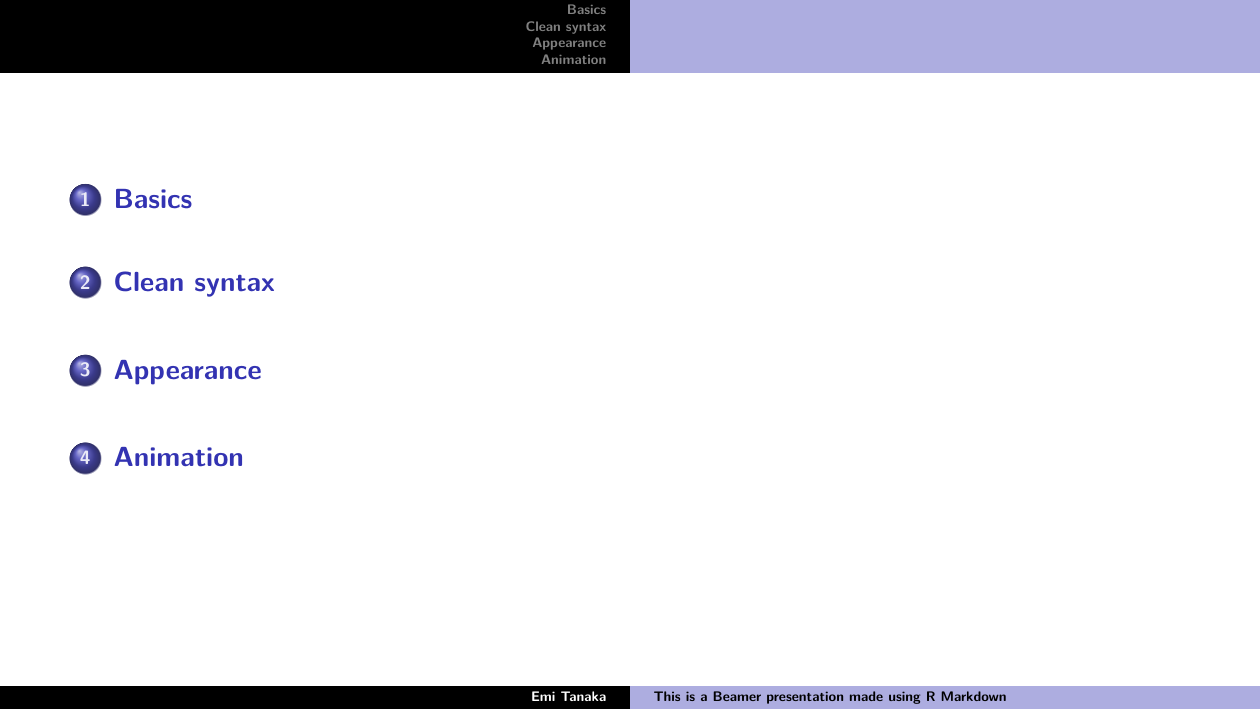 Basics
Clean syntax
Appearance
Animation
1 Basics
2 Clean syntax
3 Appearance
4 Animation
Emi Tanaka
This is a Beamer presentation made using R Markdown